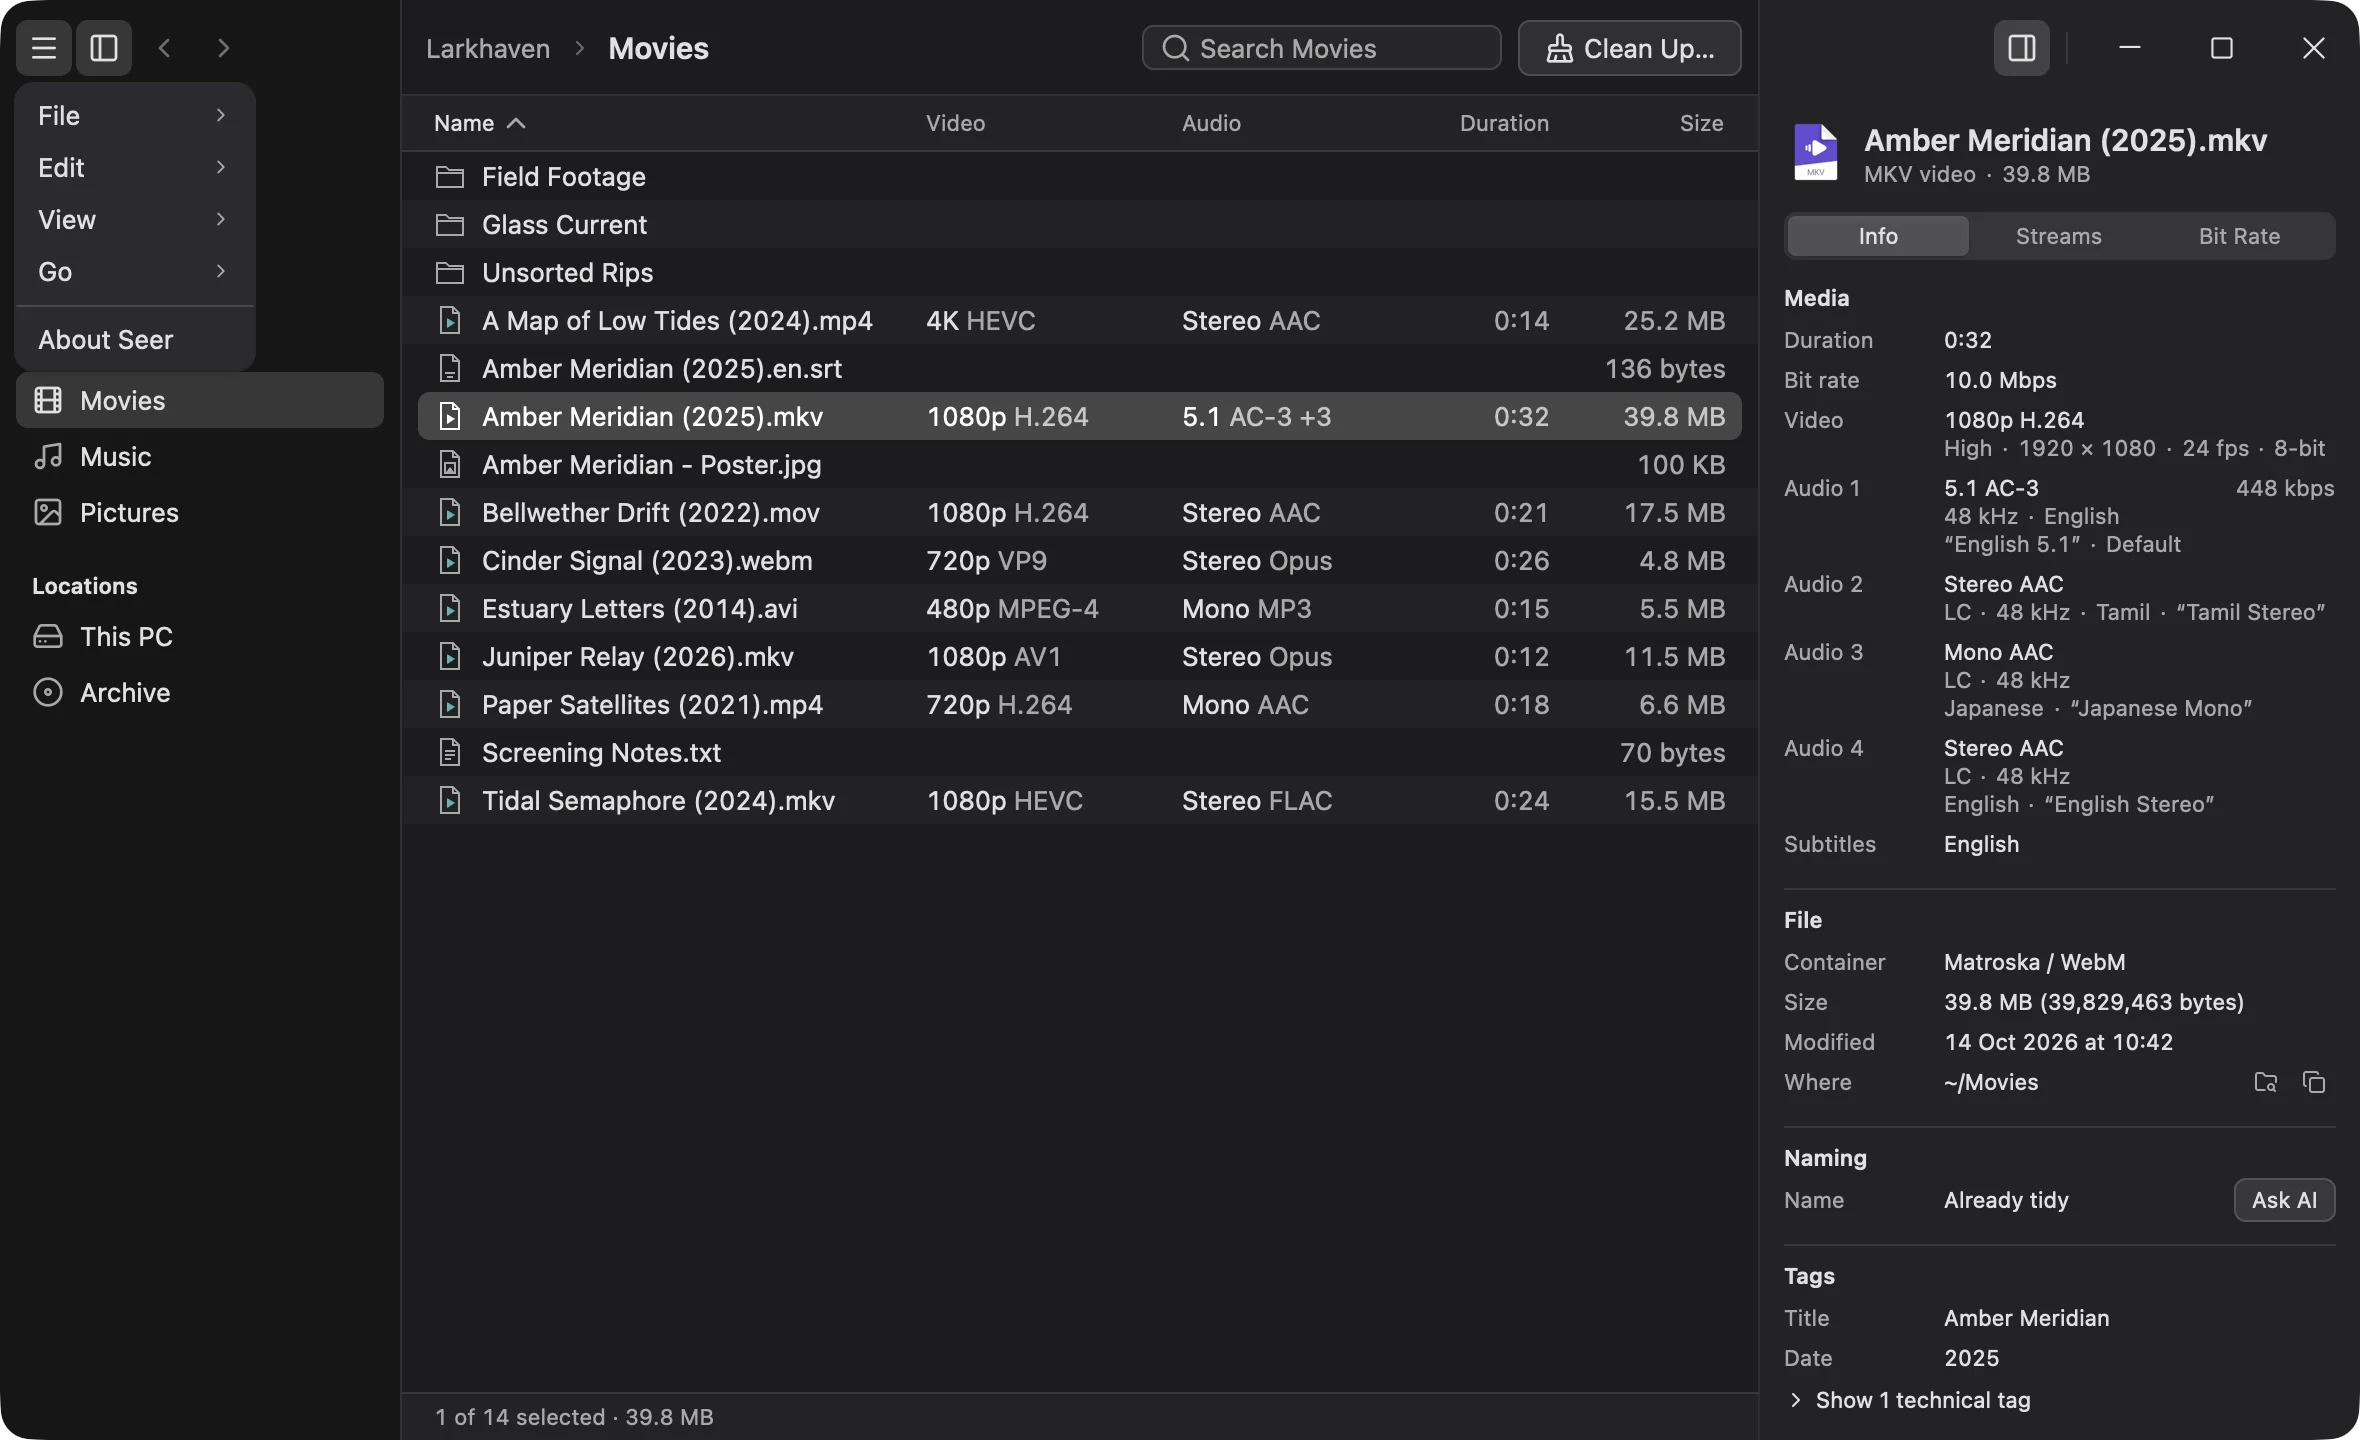 File
Edit
View
Go
About Seer
Movies
Music
Pictures
Locations
This PC
Archive
Larkhaven > Movies
Search Movies
Clean Up...
Name Video Audio Duration Size
Field Footage
Glass Current
Unsorted Rips
A Map of Low Tides (2024).mp4 4K HEVC Stereo AAC 0:14 25.2 MB
Amber Meridian (2025).en.srt 136 bytes
Amber Meridian (2025).mkv 1080p H.264 5.1 AC-3 +3 0:32 39.8 MB
Amber Meridian - Poster.jpg 100 KB
Bellwether Drift (2022).mov 1080p H.264 Stereo AAC 0:21 17.5 MB
Cinder Signal (2023).webm 720p VP9 Stereo Opus 0:26 4.8 MB
Estuary Letters (2014).avi 480p MPEG-4 Mono MP3 0:15 5.5 MB
Juniper Relay (2026).mkv 1080p AV1 Stereo Opus 0:12 11.5 MB
Paper Satellites (2021).mp4 720p H.264 Mono AAC 0:18 6.6 MB
Screening Notes.txt 70 bytes
Tidal Semaphore (2024).mkv 1080p HEVC Stereo FLAC 0:24 15.5 MB
1 of 14 selected · 39.8 MB
MKV
Amber Meridian (2025).mkv
MKV video · 39.8 MB
Info Streams Bit Rate
Media
Duration 0:32
Bit rate 10.0 Mbps
Video 1080p H.264
High · 1920 × 1080 · 24 fps · 8-bit
Audio 1 5.1 AC-3 448 kbps
48 kHz · English
“English 5.1” · Default
Audio 2 Stereo AAC
LC · 48 kHz · Tamil · “Tamil Stereo”
Audio 3 Mono AAC
LC · 48 kHz
Japanese · “Japanese Mono”
Audio 4 Stereo AAC
LC · 48 kHz
English · “English Stereo”
Subtitles English
File
Container Matroska / WebM
Size 39.8 MB (39,829,463 bytes)
Modified 14 Oct 2026 at 10:42
Where ~/Movies
Naming
Name Already tidy Ask AI
Tags
Title Amber Meridian
Date 2025
Show 1 technical tag